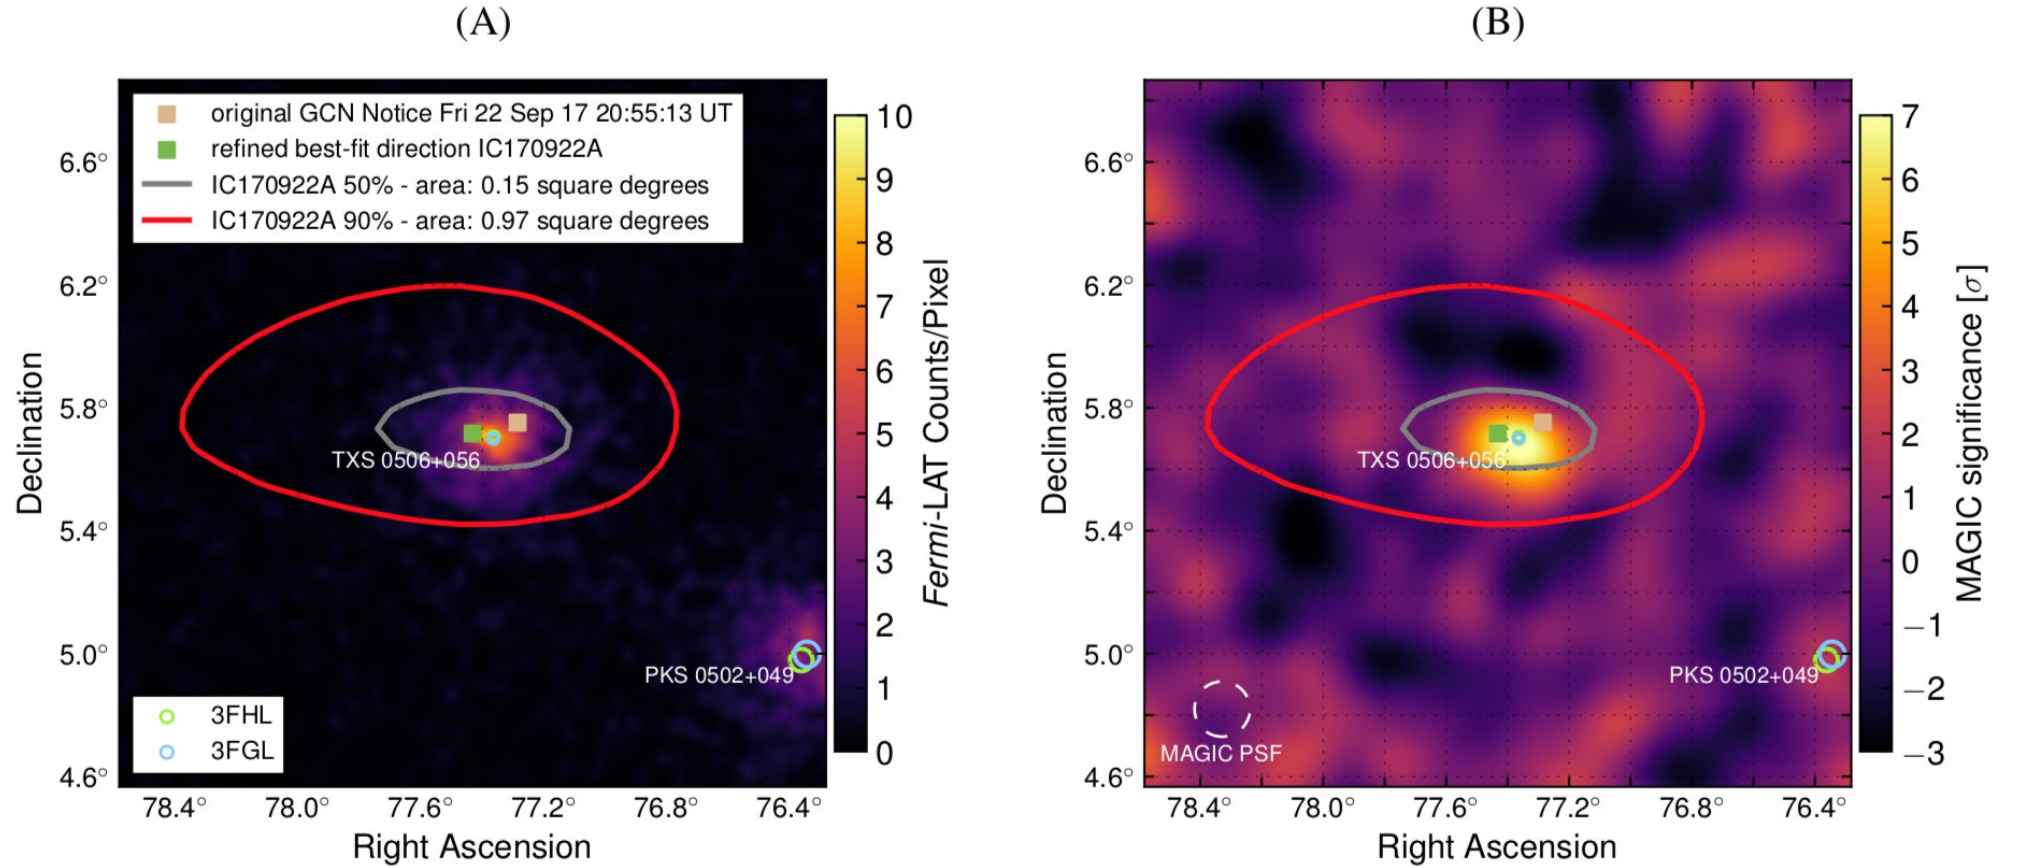 (A)
original GCN Notice Fri 22 Sep 17 20:55:13 UT
refined best-fit direction IC170922A
IC170922A 50% - area: 0.15 square degrees
IC170922A 90% - area: 0.97 square degrees
6.6°
6.2°
5.8°
5.4°
5.0°
4.6°
Declination
TXS 0506+056
PKS 0502+049
3FHL
3FGL
78.4°
78.0°
77.6°
77.2°
76.8°
76.4°
Right Ascension
10
9
8
7
6
5
4
3
2
1
0
Fermi-LAT Counts/Pixel
(B)
6.6°
6.2°
5.8°
5.4°
5.0°
4.6°
Declination
TXS 0506+056
PKS 0502+049
MAGIC PSF
78.4°
78.0°
77.6°
77.2°
76.8°
76.4°
Right Ascension
7
6
5
4
3
2
1
0
−1
−2
−3
MAGIC significance [σ]